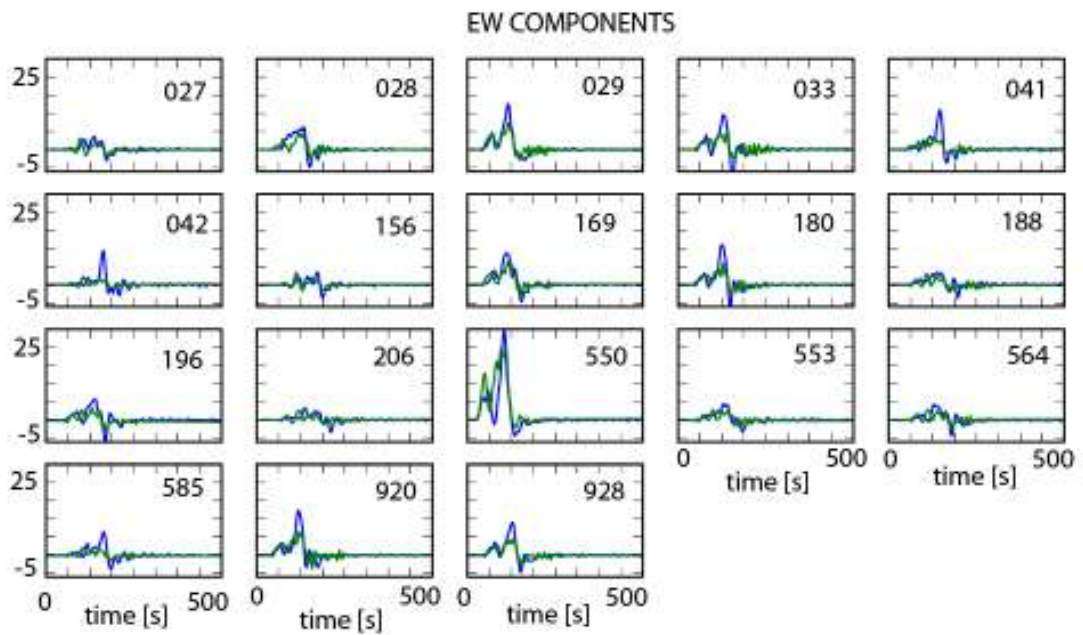 EW COMPONENTS
25 027 028 029 033 041
-5
25 042 156 169 180 188
-5
25 196 206 550 553 564
-5 0 500 0 500
time [s] time [s]
25 585 920 928
-5
0 500 0 500 0 500
time [s] time [s] time [s]